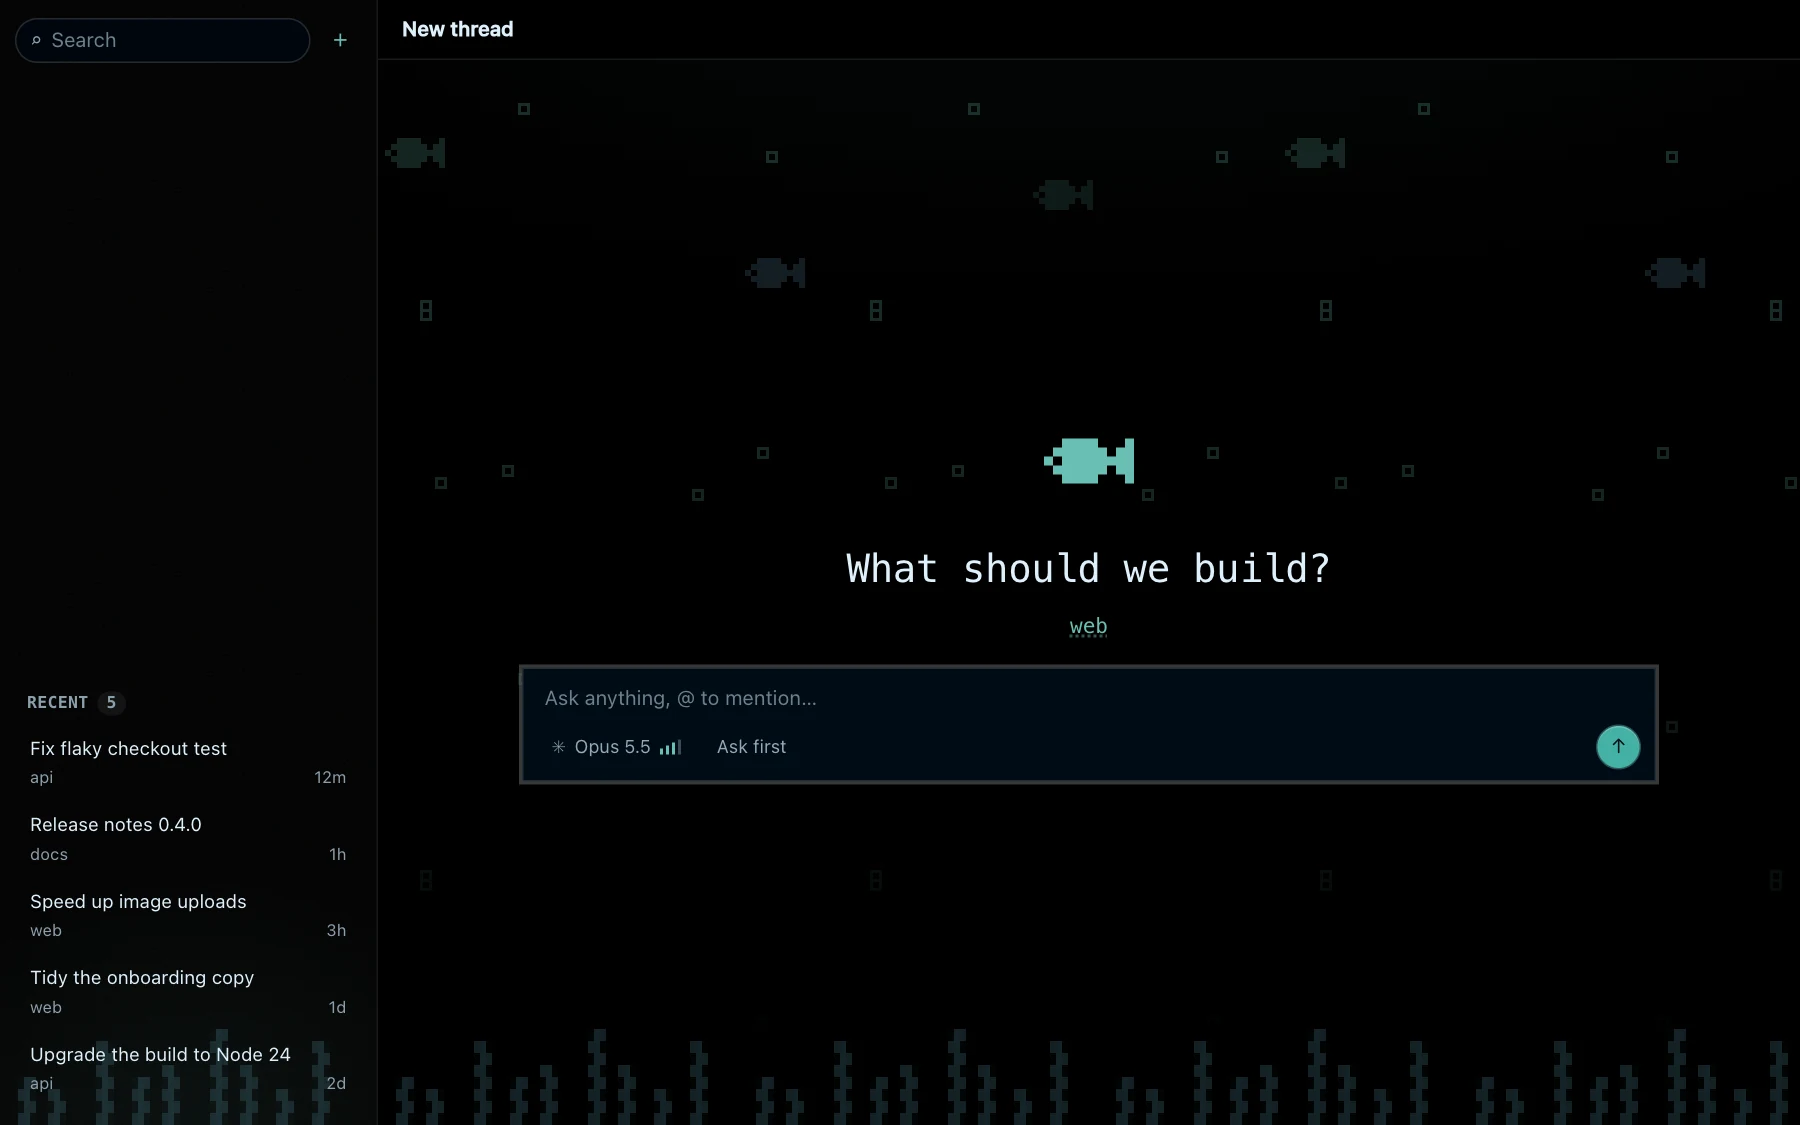 Search
+
New thread
What should we build?
web
Ask anything, @ to mention...
Opus 5.5
Ask first
RECENT 5
Fix flaky checkout test
api 12m
Release notes 0.4.0
docs 1h
Speed up image uploads
web 3h
Tidy the onboarding copy
web 1d
Upgrade the build to Node 24
api 2d